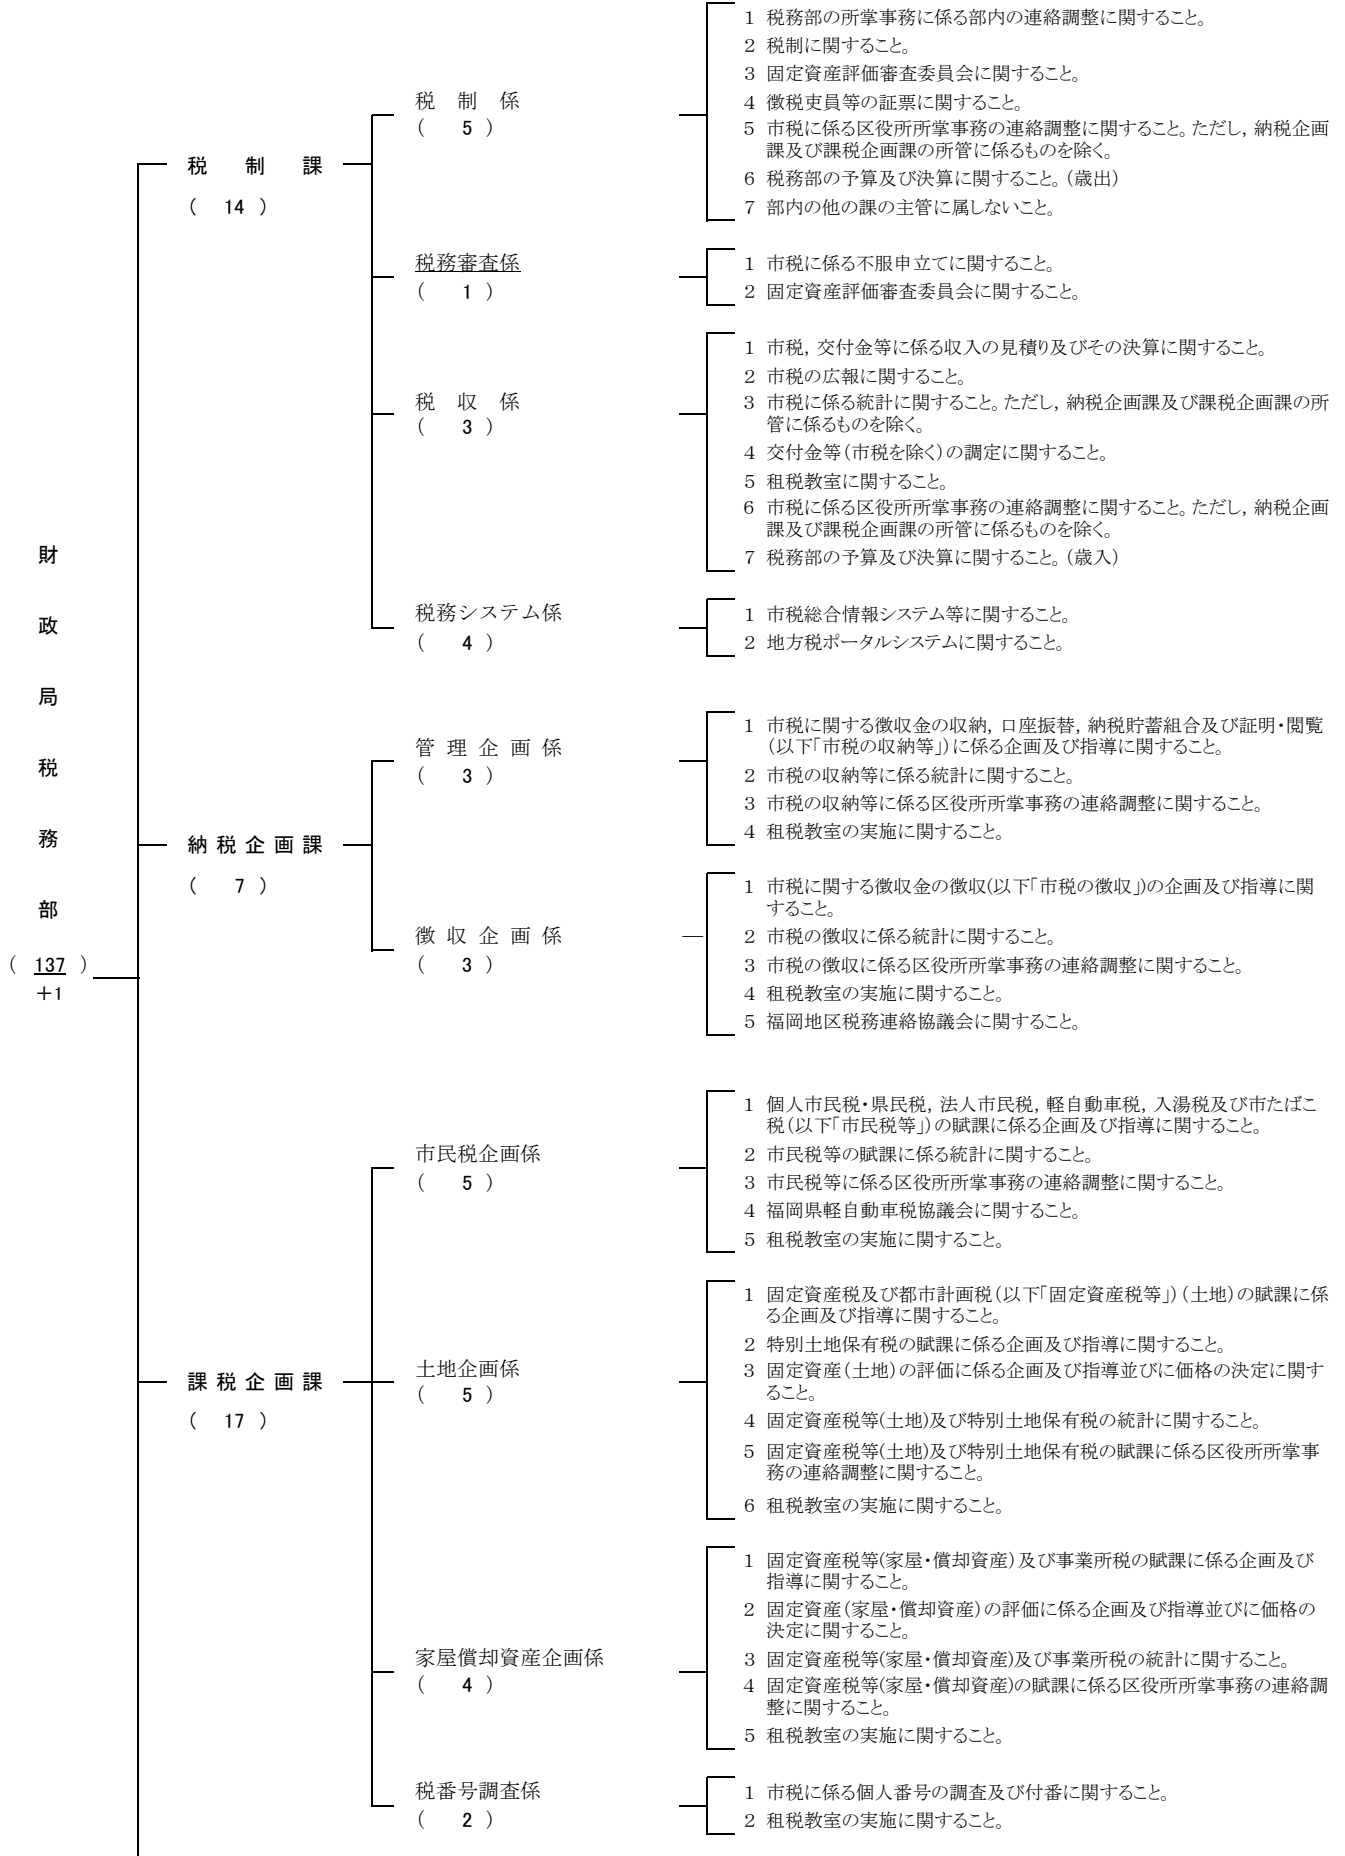 財政局税務部
( 137 )
＋1
税制課
( 14 )
税制係
( 5 )
1 税務部の所掌事務に係る部内の連絡調整に関すること。
2 税制に関すること。
3 固定資産評価審査委員会に関すること。
4 徴税吏員等の証票に関すること。
5 市税に係る区役所所掌事務の連絡調整に関すること。ただし，納税企画
課及び課税企画課の所管に係るものを除く。
6 税務部の予算及び決算に関すること。（歳出）
7 部内の他の課の主管に属しないこと。
税務審査係
( 1 )
1 市税に係る不服申立てに関すること。
2 固定資産評価審査委員会に関すること。
税収係
( 3 )
1 市税，交付金等に係る収入の見積り及びその決算に関すること。
2 市税の広報に関すること。
3 市税に係る統計に関すること。ただし，納税企画課及び課税企画課の所
管に係るものを除く。
4 交付金等（市税を除く）の調定に関すること。
5 租税教室に関すること。
6 市税に係る区役所所掌事務の連絡調整に関すること。ただし，納税企画
課及び課税企画課の所管に係るものを除く。
7 税務部の予算及び決算に関すること。（歳入）
税務システム係
( 4 )
1 市税総合情報システム等に関すること。
2 地方税ポータルシステムに関すること。
納税企画課
( 7 )
管理企画係
( 3 )
1 市税に関する徴収金の収納，口座振替，納税貯蓄組合及び証明・閲覧
（以下「市税の収納等」）に係る企画及び指導に関すること。
2 市税の収納等に係る統計に関すること。
3 市税の収納等に係る区役所所掌事務の連絡調整に関すること。
4 租税教室の実施に関すること。
徴収企画係
( 3 )
1 市税に関する徴収金の徴収(以下「市税の徴収」)の企画及び指導に関
すること。
2 市税の徴収に係る統計に関すること。
3 市税の徴収に係る区役所所掌事務の連絡調整に関すること。
4 租税教室の実施に関すること。
5 福岡地区税務連絡協議会に関すること。
課税企画課
( 17 )
市民税企画係
( 5 )
1 個人市民税・県民税，法人市民税，軽自動車税，入湯税及び市たばこ
税（以下「市民税等」）の賦課に係る企画及び指導に関すること。
2 市民税等の賦課に係る統計に関すること。
3 市民税等に係る区役所所掌事務の連絡調整に関すること。
4 福岡県軽自動車税協議会に関すること。
5 租税教室の実施に関すること。
土地企画係
( 5 )
1 固定資産税及び都市計画税（以下「固定資産税等」）（土地）の賦課に係
る企画及び指導に関すること。
2 特別土地保有税の賦課に係る企画及び指導に関すること。
3 固定資産（土地）の評価に係る企画及び指導並びに価格の決定に関す
ること。
4 固定資産税等(土地)及び特別土地保有税の統計に関すること。
5 固定資産税等(土地)及び特別土地保有税の賦課に係る区役所所掌事
務の連絡調整に関すること。
6 租税教室の実施に関すること。
家屋償却資産企画係
( 4 )
1 固定資産税等(家屋・償却資産）及び事業所税の賦課に係る企画及び
指導に関すること。
2 固定資産（家屋・償却資産）の評価に係る企画及び指導並びに価格の
決定に関すること。
3 固定資産税等(家屋・償却資産)及び事業所税の統計に関すること。
4 固定資産税等(家屋・償却資産)の賦課に係る区役所所掌事務の連絡調
整に関すること。
5 租税教室の実施に関すること。
税番号調査係
( 2 )
1 市税に係る個人番号の調査及び付番に関すること。
2 租税教室の実施に関すること。